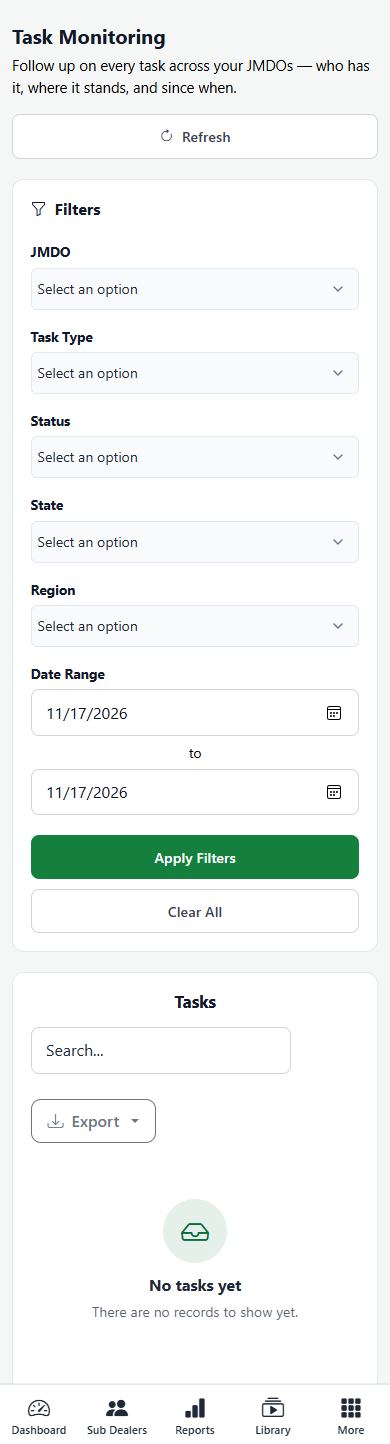 Task Monitoring
Follow up on every task across your JMDOs — who has
it, where it stands, and since when.
Refresh
Filters
JMDO
Select an option
Task Type
Select an option
Status
Select an option
State
Select an option
Region
Select an option
Date Range
11/17/2026
to
11/17/2026
Apply Filters
Clear All
Tasks
Search...
Export
No tasks yet
There are no records to show yet.
Dashboard Sub Dealers Reports Library More